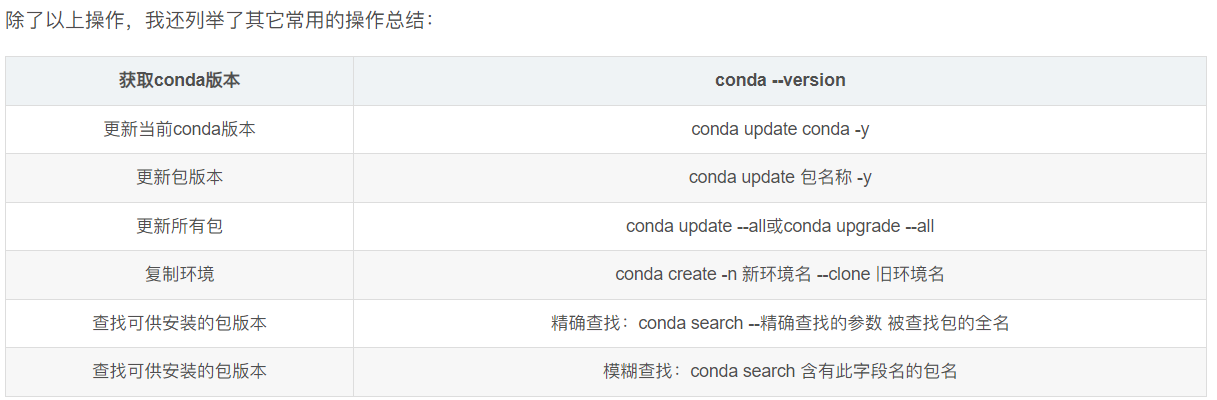 除了以上操作，我还列举了其它常用的操作总结：
获取conda版本 conda --version
更新当前conda版本 conda update conda -y
更新包版本 conda update 包名称 -y
更新所有包 conda update --all或conda upgrade --all
复制环境 conda create -n 新环境名 --clone 旧环境名
查找可供安装的包版本 精确查找：conda search --精确查找的参数 被查找包的全名
查找可供安装的包版本 模糊查找：conda search 含有此字段名的包名